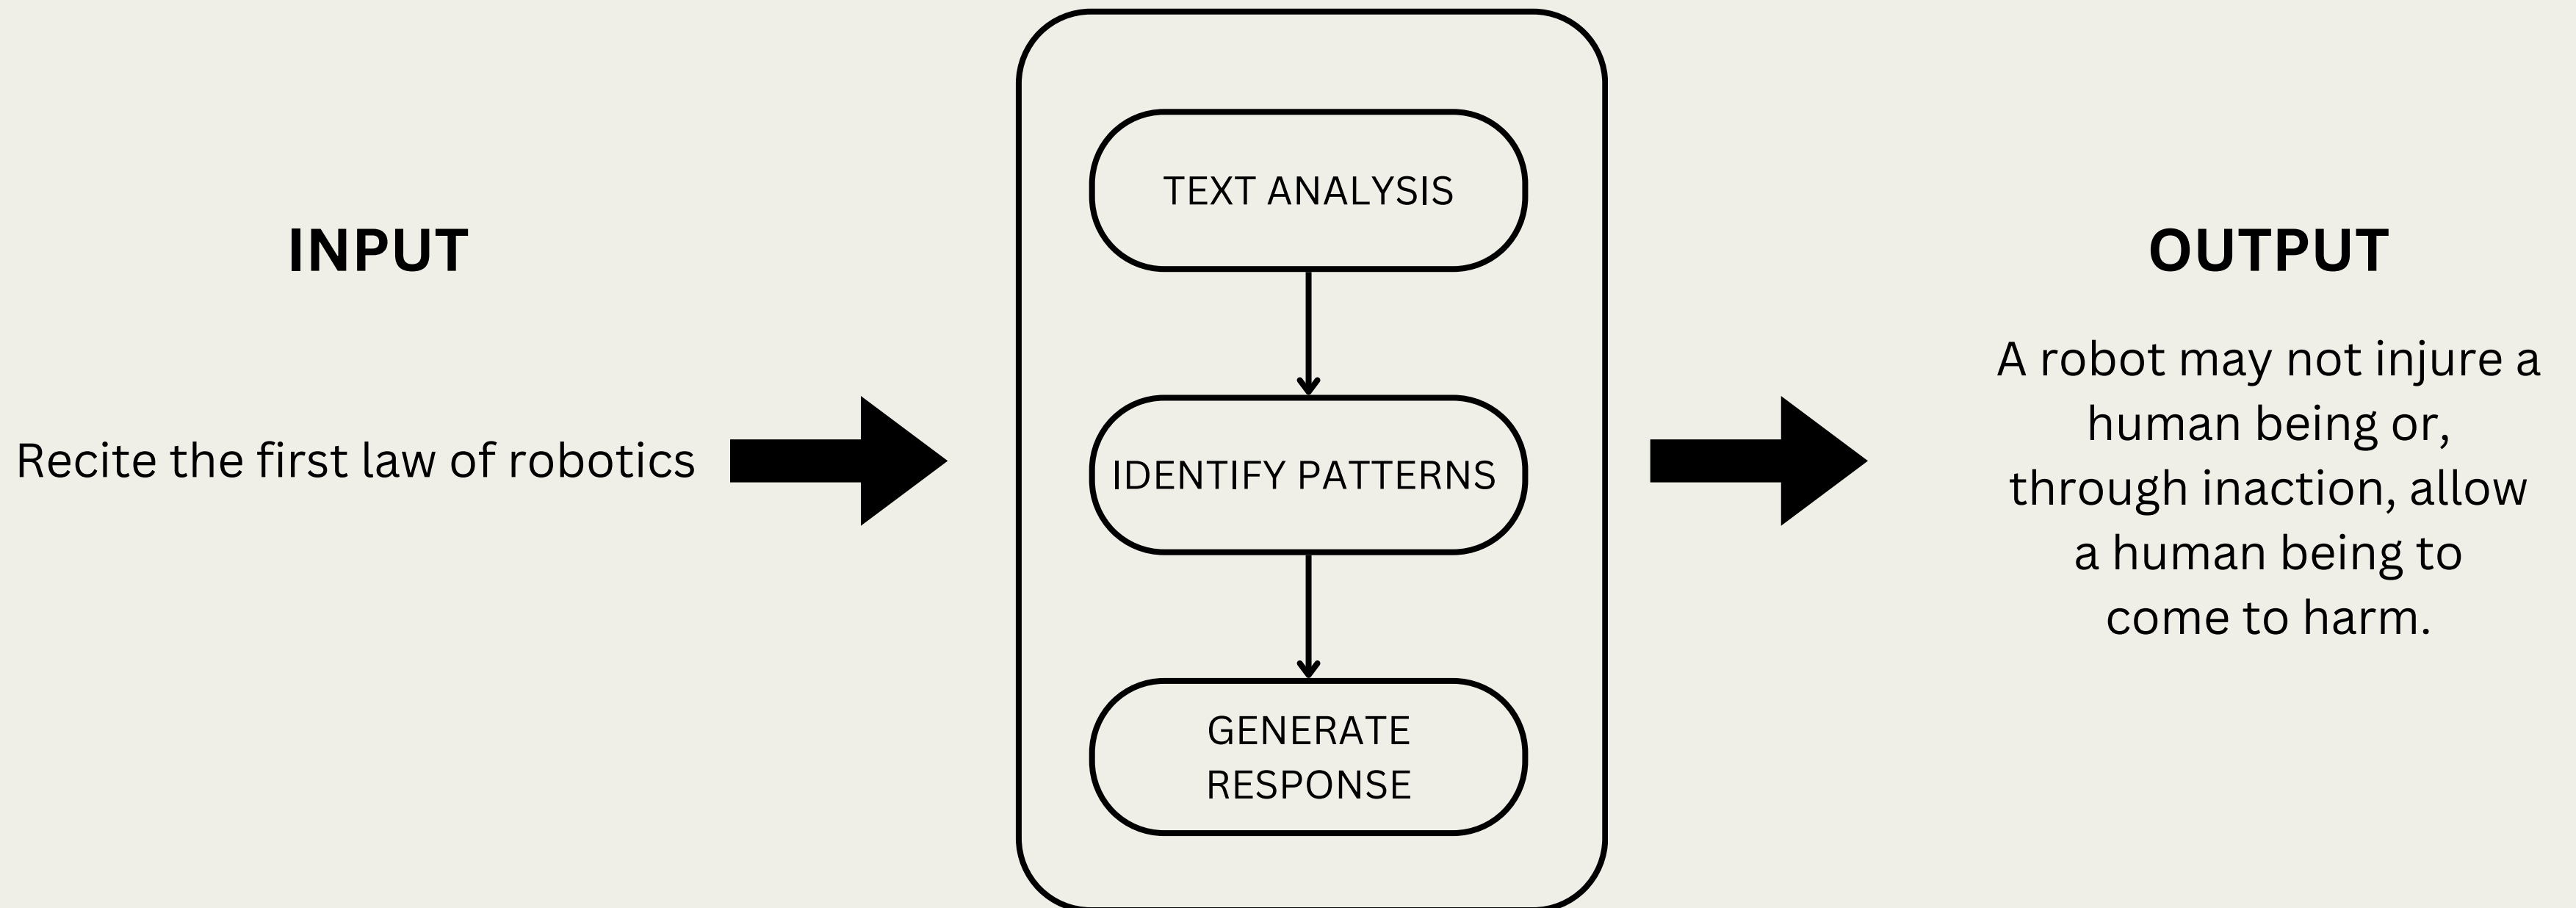 INPUT
Recite the first law of robotics
TEXT ANALYSIS
IDENTIFY PATTERNS
GENERATE
RESPONSE
OUTPUT
A robot may not injure a
human being or,
through inaction, allow
a human being to
come to harm.